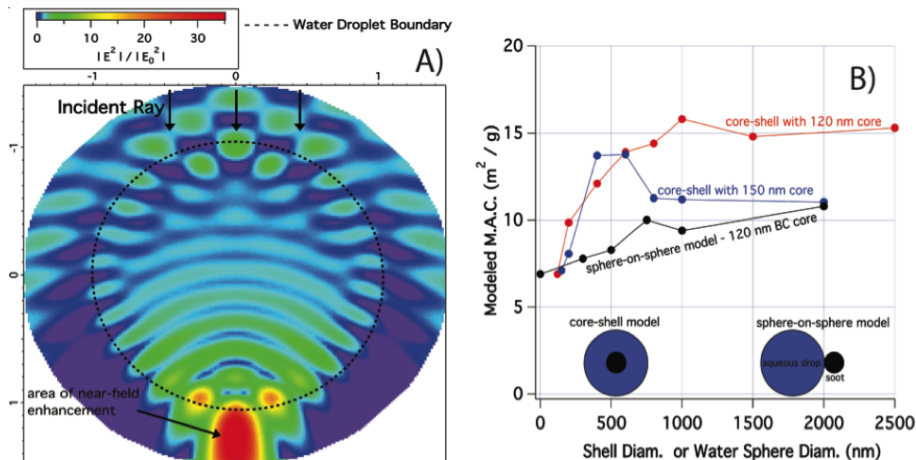 0 10 20 30
|E²| / |E₀²|
Water Droplet Boundary
-1 0 1
A)
Incident Ray
-1
0
1
area of near-field
enhancement
B)
20
15
10
5
0
Modeled M.A.C. (m² / g)
core-shell with 120 nm core
core-shell with 150 nm core
sphere-on-sphere model - 120 nm BC core
core-shell model
sphere-on-sphere model
aqueous drop
soot
0 500 1000 1500 2000 2500
Shell Diam. or Water Sphere Diam. (nm)